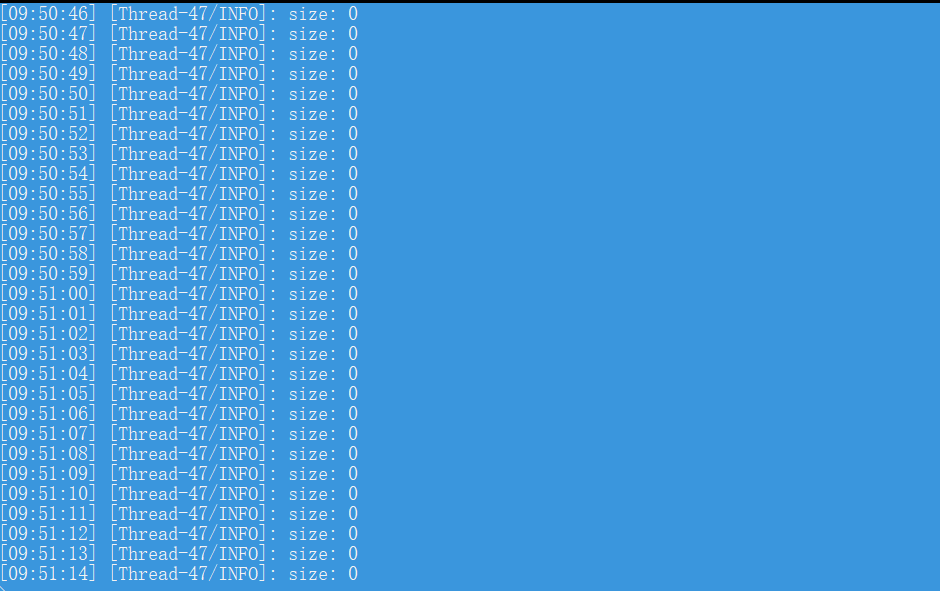 [09:50:46] [Thread-47/INFO]: size: 0
[09:50:47] [Thread-47/INFO]: size: 0
[09:50:48] [Thread-47/INFO]: size: 0
[09:50:49] [Thread-47/INFO]: size: 0
[09:50:50] [Thread-47/INFO]: size: 0
[09:50:51] [Thread-47/INFO]: size: 0
[09:50:52] [Thread-47/INFO]: size: 0
[09:50:53] [Thread-47/INFO]: size: 0
[09:50:54] [Thread-47/INFO]: size: 0
[09:50:55] [Thread-47/INFO]: size: 0
[09:50:56] [Thread-47/INFO]: size: 0
[09:50:57] [Thread-47/INFO]: size: 0
[09:50:58] [Thread-47/INFO]: size: 0
[09:50:59] [Thread-47/INFO]: size: 0
[09:51:00] [Thread-47/INFO]: size: 0
[09:51:01] [Thread-47/INFO]: size: 0
[09:51:02] [Thread-47/INFO]: size: 0
[09:51:03] [Thread-47/INFO]: size: 0
[09:51:04] [Thread-47/INFO]: size: 0
[09:51:05] [Thread-47/INFO]: size: 0
[09:51:06] [Thread-47/INFO]: size: 0
[09:51:07] [Thread-47/INFO]: size: 0
[09:51:08] [Thread-47/INFO]: size: 0
[09:51:09] [Thread-47/INFO]: size: 0
[09:51:10] [Thread-47/INFO]: size: 0
[09:51:11] [Thread-47/INFO]: size: 0
[09:51:12] [Thread-47/INFO]: size: 0
[09:51:13] [Thread-47/INFO]: size: 0
[09:51:14] [Thread-47/INFO]: size: 0